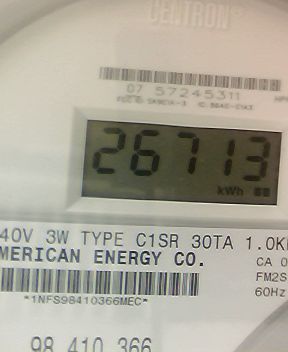 CENTRON®
07 57245311
26713
kWh
40V 3W TYPE C1SR 30TA 1.0K
MERICAN ENERGY CO.
CA 0
FM2S
60Hz
*1NFS98410366MEC*
98 410 366